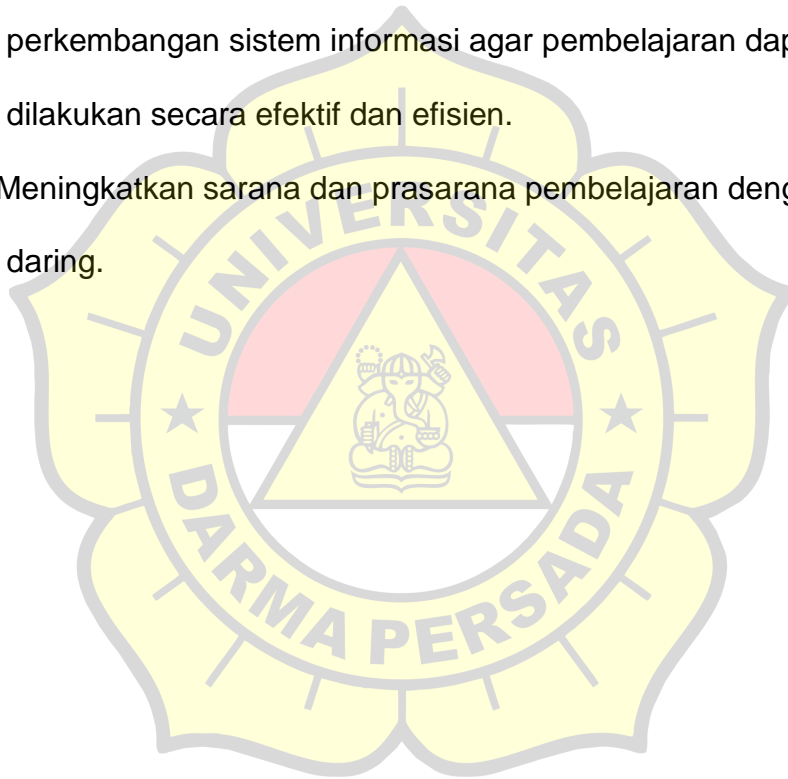 perkembangan sistem informasi agar pembelajaran dap
dilakukan secara efektif dan efisien.
Meningkatkan sarana dan prasarana pembelajaran deng
daring.
UNIVERSITAS
DARMA PERSADA